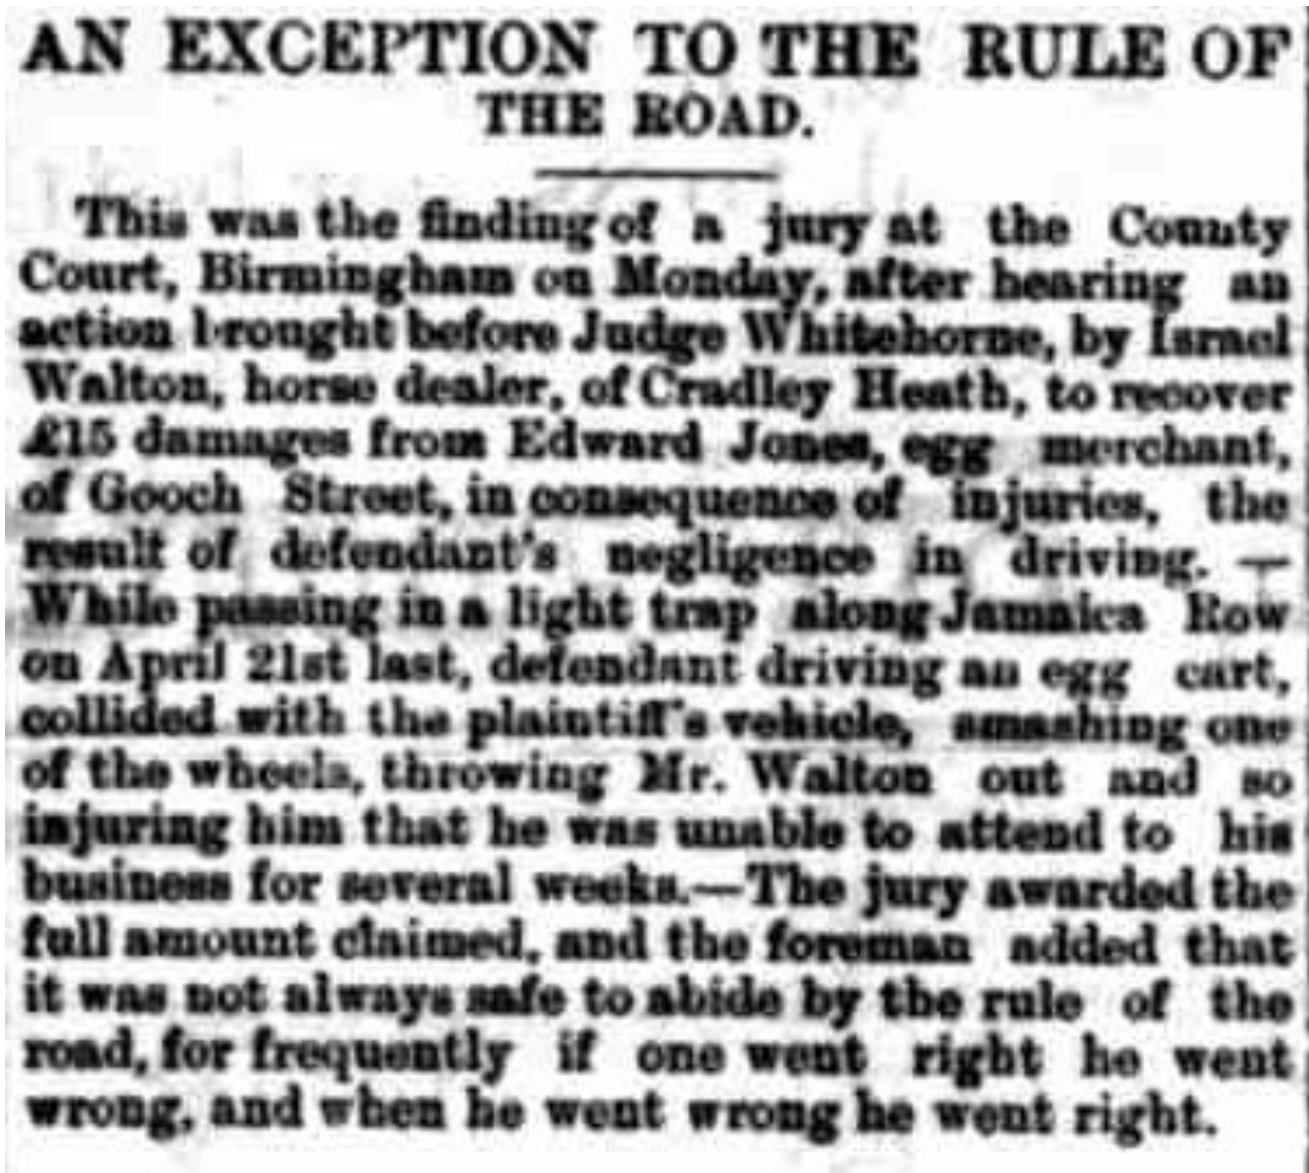 AN EXCEPTION TO THE RULE OF
THE ROAD.
This was the finding of a jury at the County
Court, Birmingham on Monday, after hearing an
action brought before Judge Whitehorne, by Israel
Walton, horse dealer, of Cradley Heath, to recover
£15 damages from Edward Jones, egg merchant,
of Gooch Street, in consequence of injuries, the
result of defendant's negligence in driving. —
While passing in a light trap along Jamaica Row
on April 21st last, defendant driving an egg cart,
collided with the plaintiff's vehicle, smashing one
of the wheels, throwing Mr. Walton out and so
injuring him that he was unable to attend to his
business for several weeks.—The jury awarded the
full amount claimed, and the foreman added that
it was not always safe to abide by the rule of the
road, for frequently if one went right he went
wrong, and when he went wrong he went right.